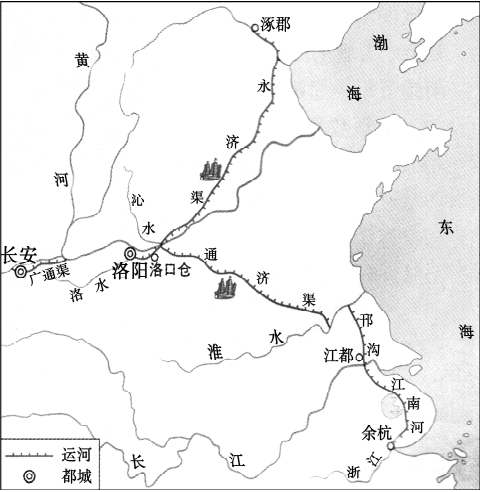 涿郡
渤海
黄河
永济渠
沁水
东海
长安
广通渠
洛水
洛阳
洛口仓
通济渠
淮水
邗沟
江都
江南河
余杭
长江
浙江
运河
都城